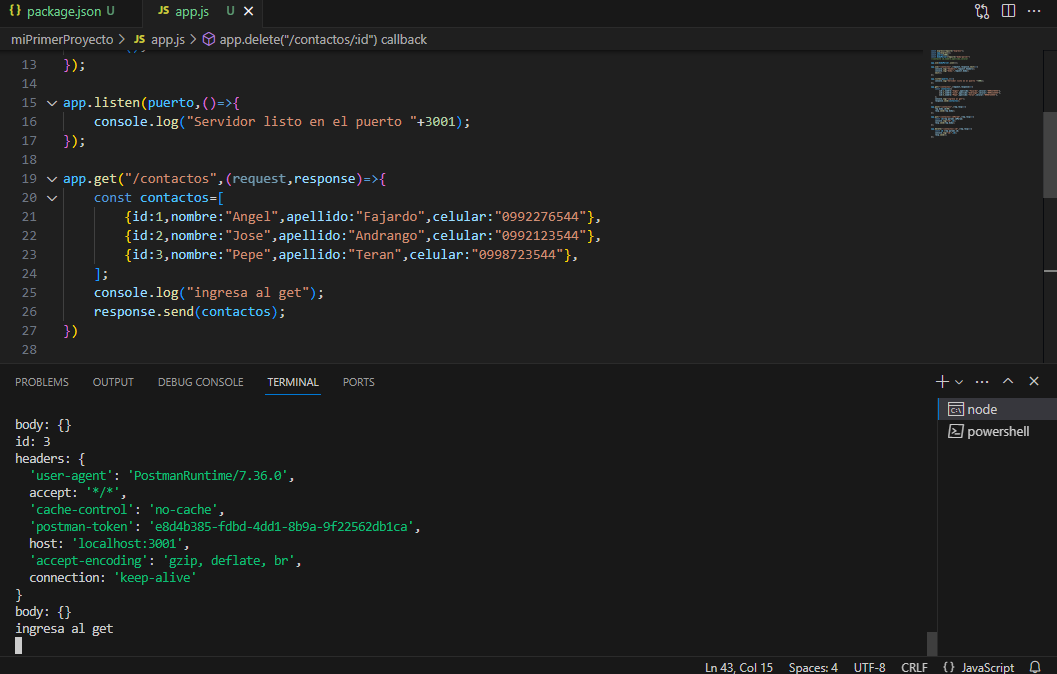 {} package.json U JS app.js U ×
miPrimerProyecto > JS app.js > app.delete("/contactos/:id") callback
13 });
14
15 app.listen(puerto,()=>{
16 console.log("Servidor listo en el puerto "+3001);
17 });
18
19 app.get("/contactos",(request,response)=>{
20 const contactos=[
21 {id:1,nombre:"Angel",apellido:"Fajardo",celular:"0992276544"},
22 {id:2,nombre:"Jose",apellido:"Andrango",celular:"0992123544"},
23 {id:3,nombre:"Pepe",apellido:"Teran",celular:"0998723544"},
24 ];
25 console.log("ingresa al get");
26 response.send(contactos);
27 })
28
PROBLEMS OUTPUT DEBUG CONSOLE TERMINAL PORTS
node
powershell
body: {}
id: 3
headers: {
'user-agent': 'PostmanRuntime/7.36.0',
accept: '*/*',
'cache-control': 'no-cache',
'postman-token': 'e8d4b385-fdbd-4dd1-8b9a-9f22562db1ca',
host: 'localhost:3001',
'accept-encoding': 'gzip, deflate, br',
connection: 'keep-alive'
}
body: {}
ingresa al get
Ln 43, Col 15 Spaces: 4 UTF-8 CRLF {} JavaScript